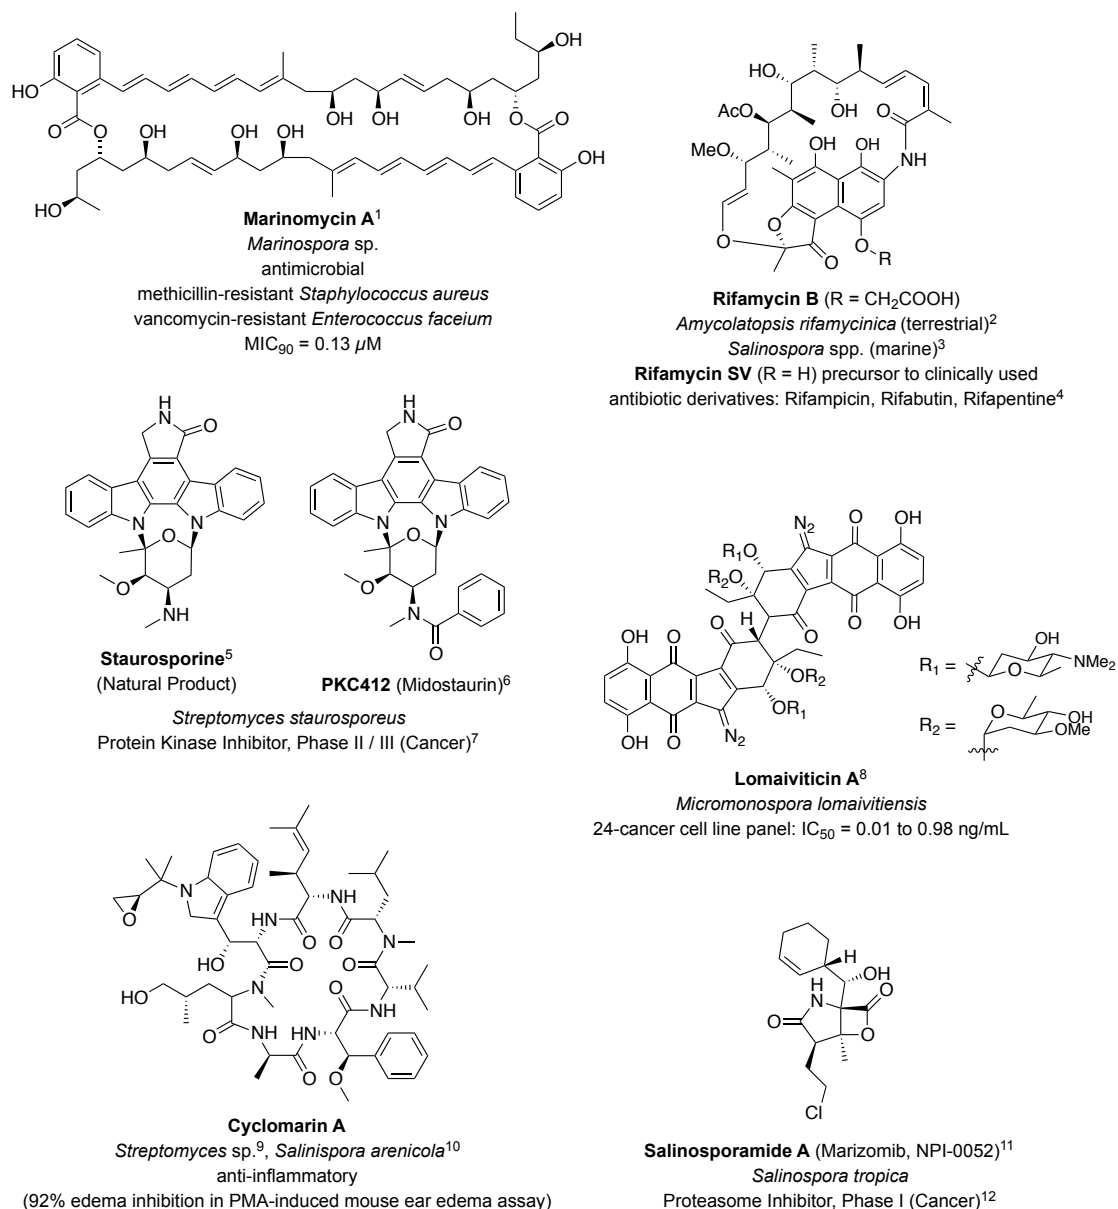 OH
HO
OH OH OH
O
O
O
O
OH OH OH
OH
HO
Marinomycin A¹
Marinospora sp.
antimicrobial
methicillin-resistant Staphylococcus aureus
vancomycin-resistant Enterococcus faceium
MIC₉₀ = 0.13 µM
HO
OH
AcO
O
MeO
OH OH
NH
O
O
O
O
R
Rifamycin B (R = CH₂COOH)
Amycolatopsis rifamycinica (terrestrial)²
Salinospora spp. (marine)³
Rifamycin SV (R = H) precursor to clinically used
antibiotic derivatives: Rifampicin, Rifabutin, Rifapentine⁴
H
N
O
N
N
O
O
NH
Staurosporine⁵
(Natural Product)
H
N
O
N
N
O
O
N
O
PKC412 (Midostaurin)⁶
Streptomyces staurosporeus
Protein Kinase Inhibitor, Phase II / III (Cancer)⁷
N₂
O
OH
OR₁
OR₂
H
O
O
OH
OH
O
O
OR₂
OR₁
OH
O
N₂
R₁ =
OH
O
NMe₂
R₂ =
O
OH
OMe
Lomaiviticin A⁸
Micromonospora lomaivitiensis
24-cancer cell line panel: IC₅₀ = 0.01 to 0.98 ng/mL
N
O
HN
O
NH
O
N
HO
O
O
HO
N
O
NH
O
NH
HN
O
O
Cyclomarin A
Streptomyces sp.⁹, Salinispora arenicola¹⁰
anti-inflammatory
(92% edema inhibition in PMA-induced mouse ear edema assay)
H
OH
H
N
O
O
O
Cl
Salinosporamide A (Marizomib, NPI-0052)¹¹
Salinospora tropica
Proteasome Inhibitor, Phase I (Cancer)¹²